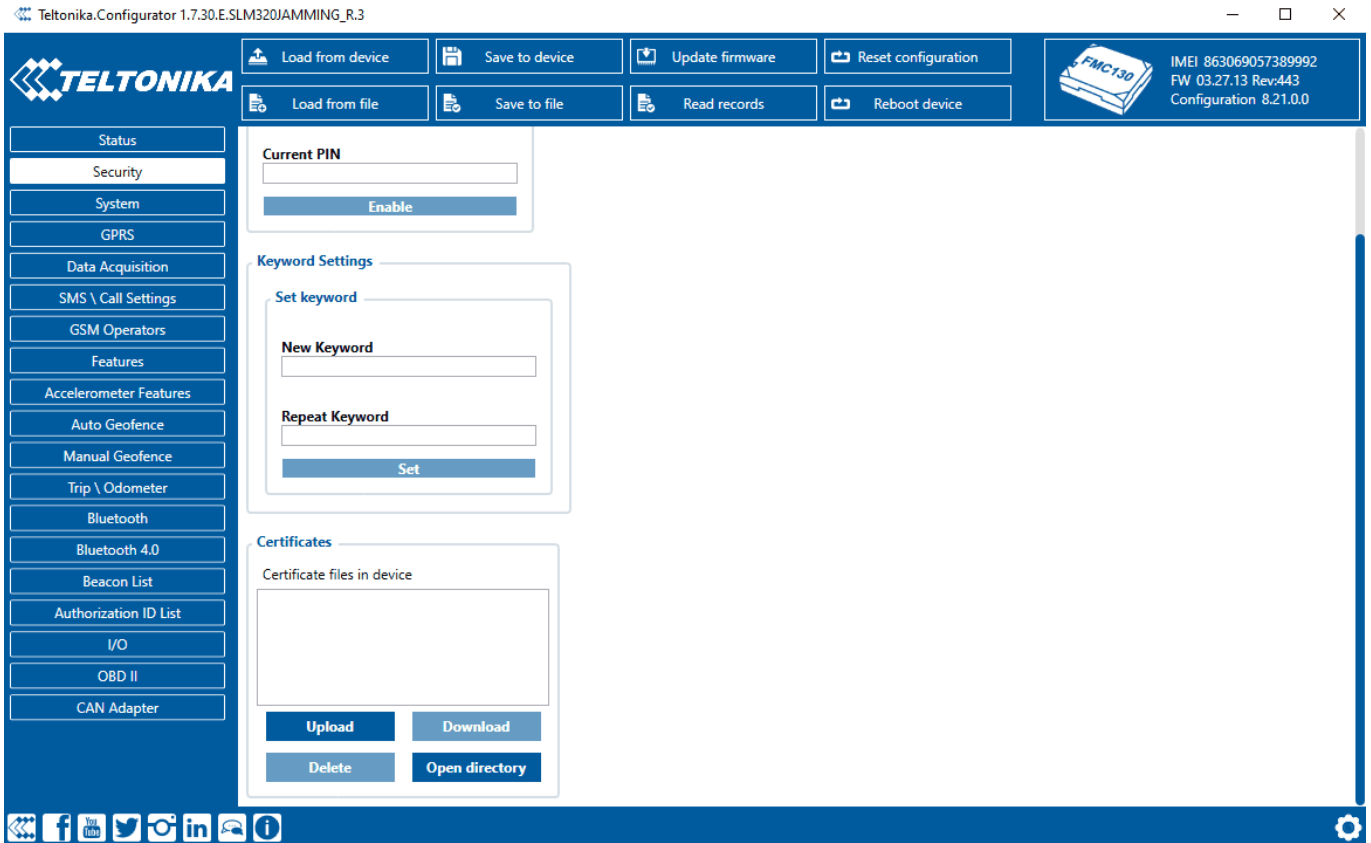 Teltonika.Configurator 1.7.30.E.SLM320JAMMING_R.3
TELTONIKA
Load from device
Save to device
Update firmware
Reset configuration
Load from file
Save to file
Read records
Reboot device
FMC130
IMEI 863069057389992
FW 03.27.13 Rev:443
Configuration 8.21.0.0
Status
Security
System
GPRS
Data Acquisition
SMS \ Call Settings
GSM Operators
Features
Accelerometer Features
Auto Geofence
Manual Geofence
Trip \ Odometer
Bluetooth
Bluetooth 4.0
Beacon List
Authorization ID List
I/O
OBD II
CAN Adapter
Current PIN
Enable
Keyword Settings
Set keyword
New Keyword
Repeat Keyword
Set
Certificates
Certificate files in device
Upload
Download
Delete
Open directory
You Tube
in